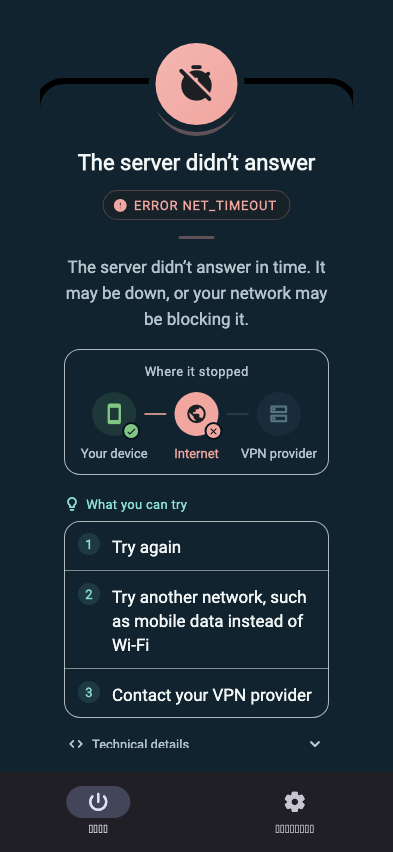 The server didn’t answer
ERROR NET_TIMEOUT
The server didn’t answer in time. It
may be down, or your network may
be blocking it.
Where it stopped
Your device
Internet
VPN provider
What you can try
1 Try again
2 Try another network, such
as mobile data instead of
Wi-Fi
3 Contact your VPN provider
Technical details